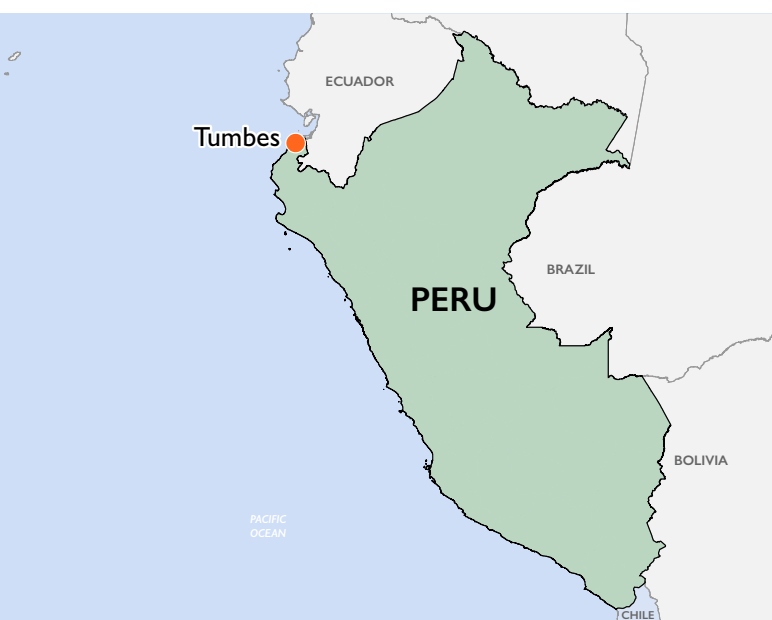 ECUADOR
Tumbes
BRAZIL
PERU
BOLIVIA
PACIFIC
OCEAN
CHILE